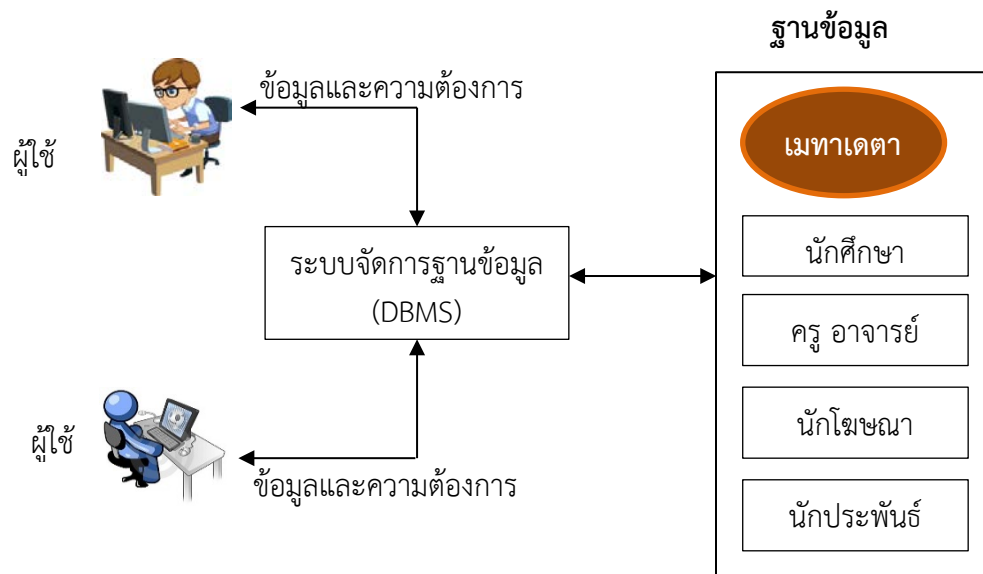 ฐานข้อมูล
ข้อมูลและความต้องการ
เมทาเดตา
ผู้ใช้
นักศึกษา
ระบบจัดการฐานข้อมูล
(DBMS)
ครู อาจารย์
นักโฆษณา
ผู้ใช้
ข้อมูลและความต้องการ
นักประพันธ์